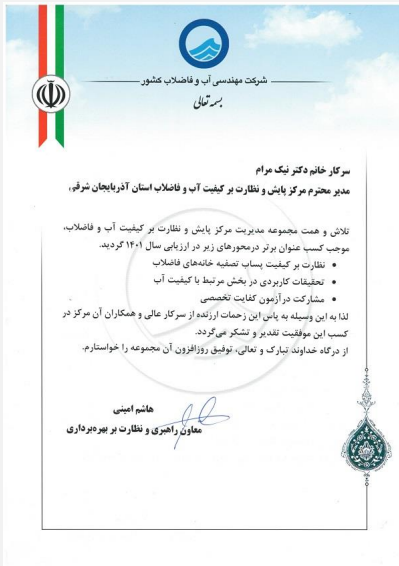 شرکت مهندسی آب و فاضلاب کشور
بسمه تعالی
سرکار خانم دکتر نیک مرام
مدیر محترم مرکز پایش و نظارت بر کیفیت آب و فاضلاب استان آذربایجان شرقی
تلاش و همت مجموعه مدیریت مرکز پایش و نظارت بر کیفیت آب و فاضلاب،
موجب کسب عنوان برتر درمحورهای زیر در ارزیابی سال ۱۴۰۱ گردید.
• نظارت بر کیفیت پساب تصفیه خانه‌های فاضلاب
• تحقیقات کاربردی در بخش مرتبط با کیفیت آب
• مشارکت درآزمون کفایت تخصصی
لذا به این وسیله به پاس این زحمات ارزنده از سرکار عالی و همکاران آن مرکز در
کسب این موفقیت تقدیر و تشکر می‌گردد.
از درگاه خداوند تبارک و تعالی، توفیق روزافزون آن مجموعه را خواستارم.
هاشم امینی
معاون راهبری و نظارت بر بهره‌برداری